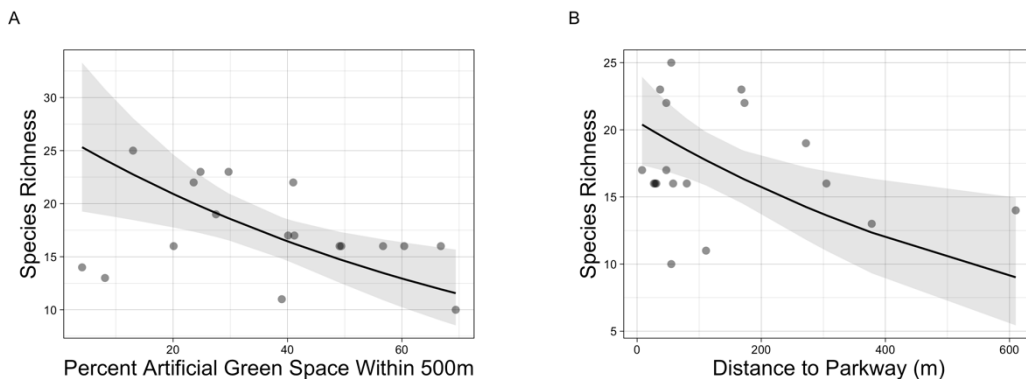 A
Species Richness
30
25
20
15
10
20
40
60
Percent Artificial Green Space Within 500m
B
Species Richness
25
20
15
10
5
0
200
400
600
Distance to Parkway (m)